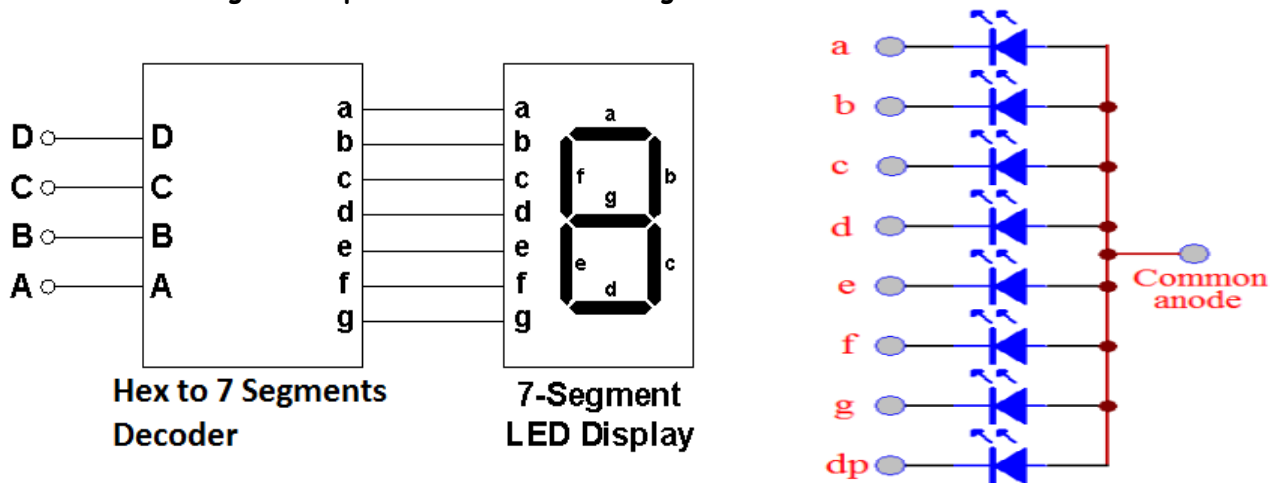 D
C
B
A
D
C
B
A
a
b
c
d
e
f
g
Hex to 7 Segments
Decoder
a
b
c
d
e
f
g
a
f
b
g
e
c
d
7-Segment
LED Display
a
b
c
d
e
f
g
dp
Common
anode